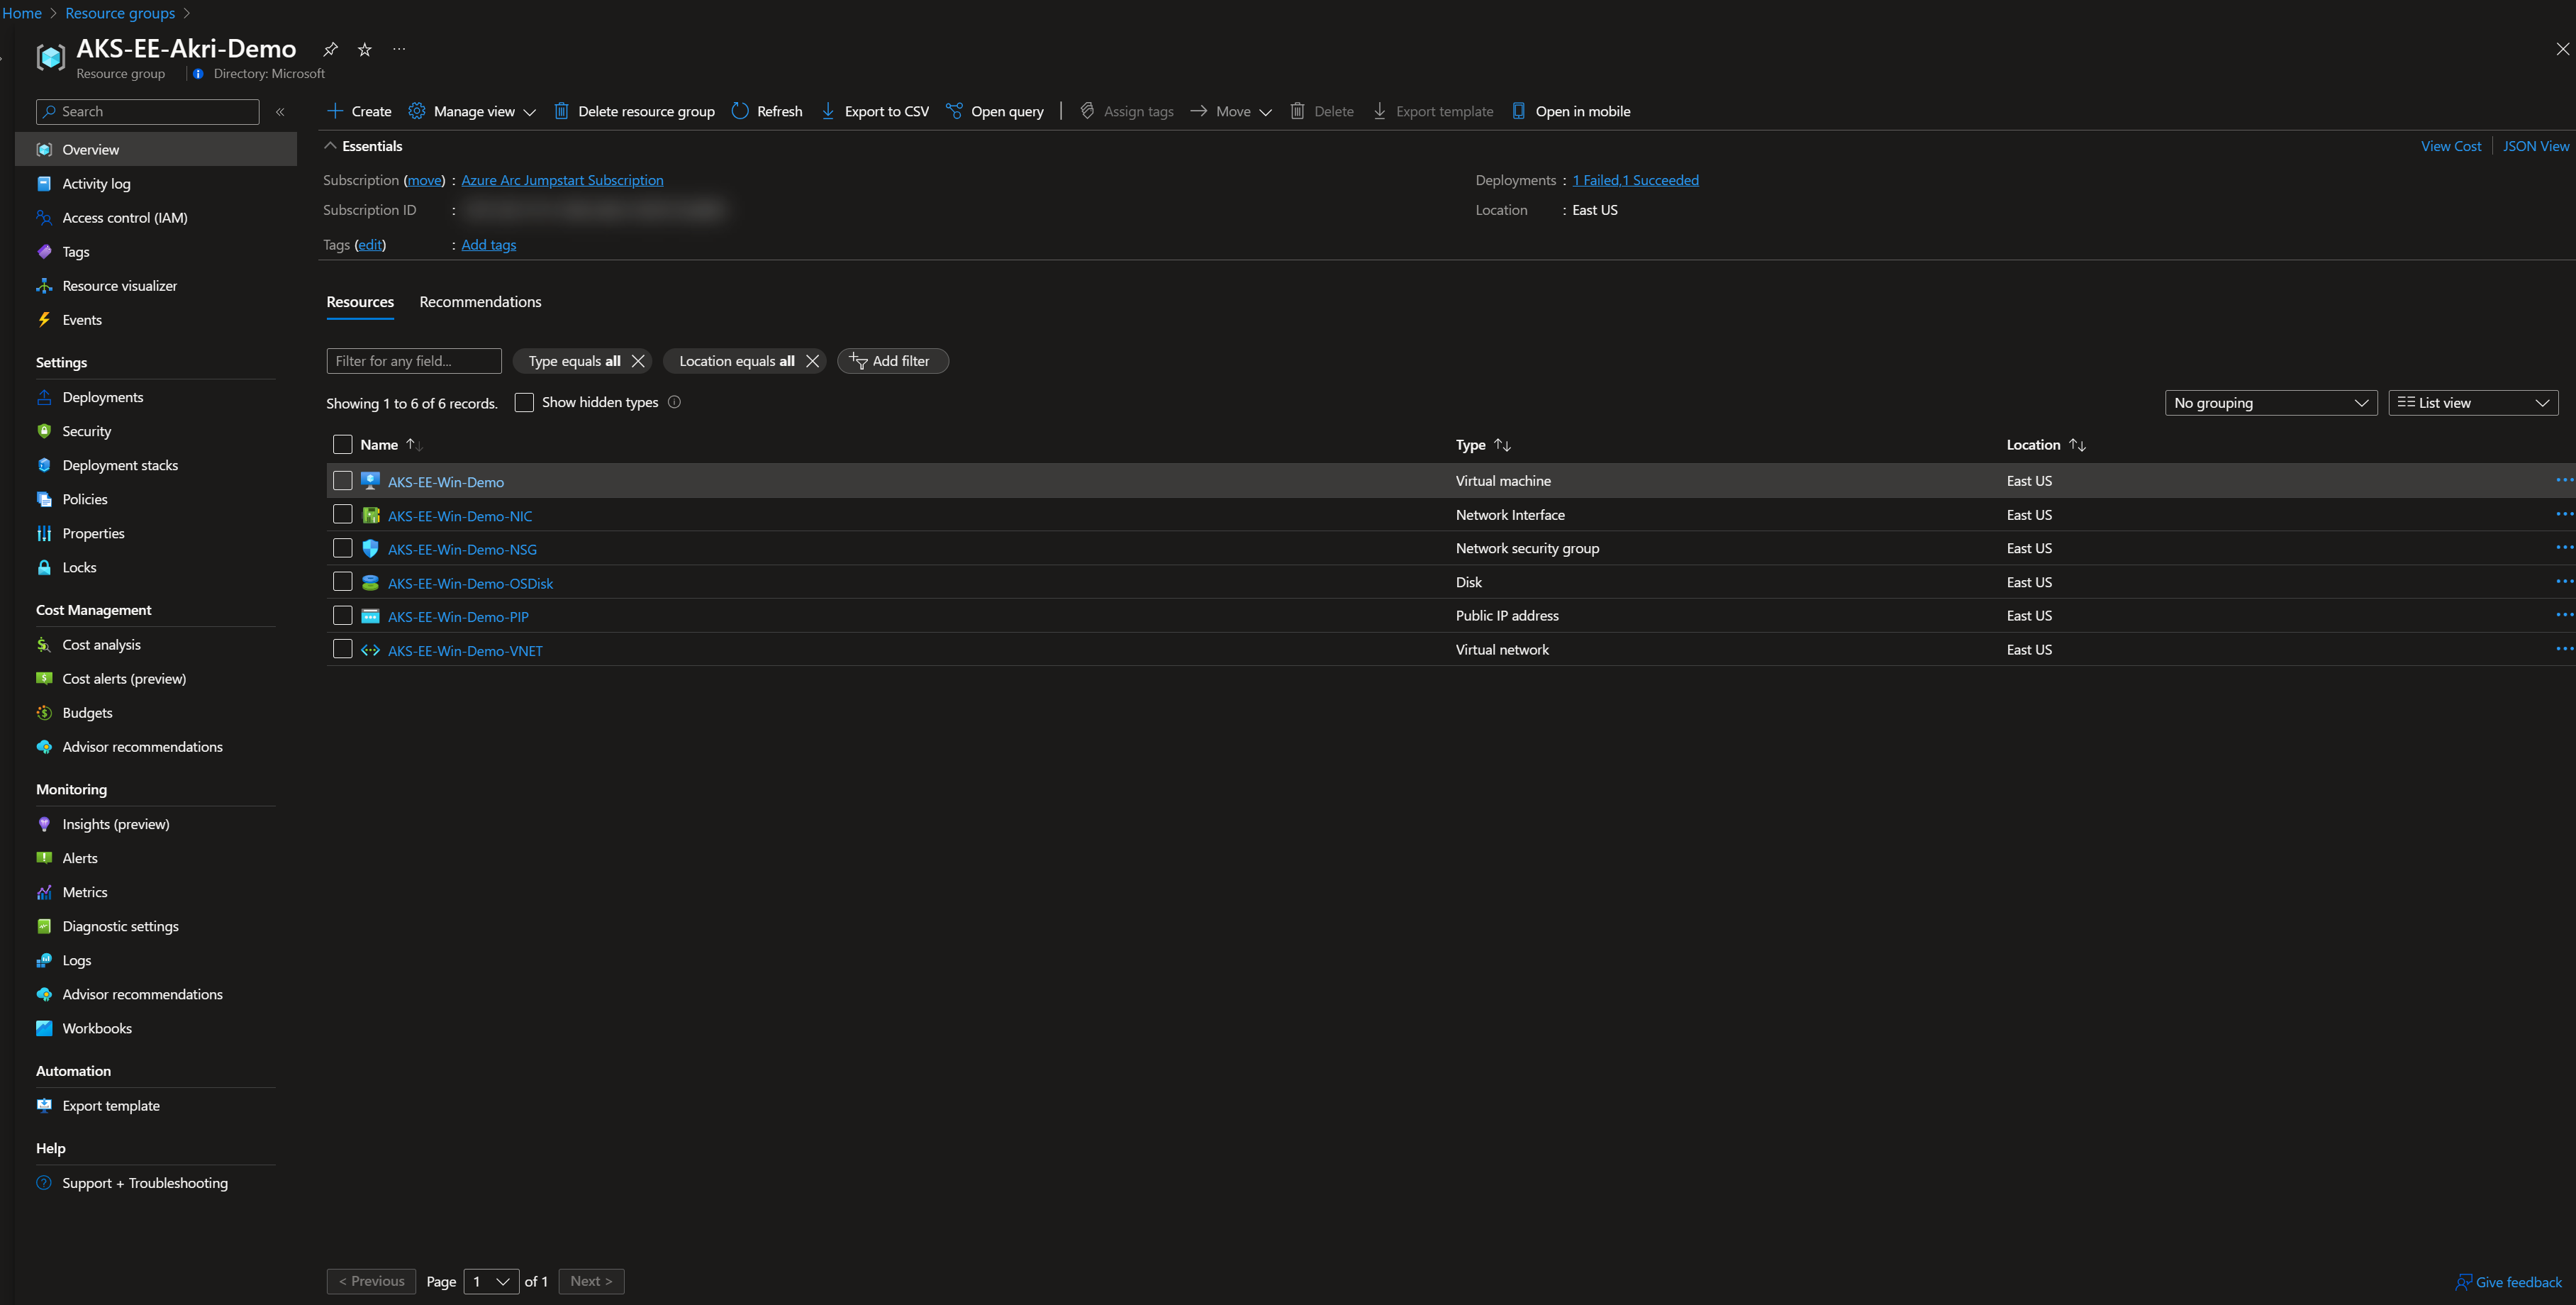 Home > Resource groups >
AKS-EE-Akri-Demo
Resource group Directory: Microsoft
Search
Create Manage view Delete resource group Refresh Export to CSV Open query Assign tags Move Delete Export template Open in mobile
Overview
Activity log
Access control (IAM)
Tags
Resource visualizer
Events
Settings
Deployments
Security
Deployment stacks
Policies
Properties
Locks
Cost Management
Cost analysis
Cost alerts (preview)
Budgets
Advisor recommendations
Monitoring
Insights (preview)
Alerts
Metrics
Diagnostic settings
Logs
Advisor recommendations
Workbooks
Automation
Export template
Help
Support + Troubleshooting
Essentials
View Cost JSON View
Subscription (move) : Azure Arc Jumpstart Subscription
Subscription ID :
Tags (edit) : Add tags
Deployments : 1 Failed,1 Succeeded
Location : East US
Resources Recommendations
Filter for any field... Type equals all Location equals all Add filter
Showing 1 to 6 of 6 records. Show hidden types
No grouping List view
Name Type Location
AKS-EE-Win-Demo Virtual machine East US
AKS-EE-Win-Demo-NIC Network Interface East US
AKS-EE-Win-Demo-NSG Network security group East US
AKS-EE-Win-Demo-OSDisk Disk East US
AKS-EE-Win-Demo-PIP Public IP address East US
AKS-EE-Win-Demo-VNET Virtual network East US
< Previous Page 1 of 1 Next >
Give feedback